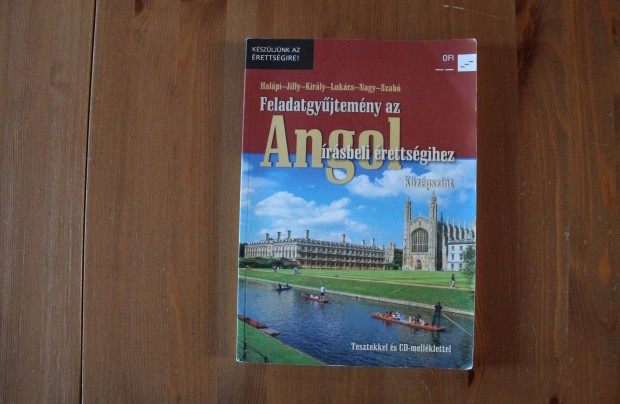 KÉSZÜLJÜNK AZ
ÉRETTSÉGIRE!
OFI
Halápi–Jilly–Király–Lukács–Nagy–Szabó
Feladatgyűjtemény az
Angol
írásbeli érettségihez
Középszint
Tesztekkel és CD-melléklettel